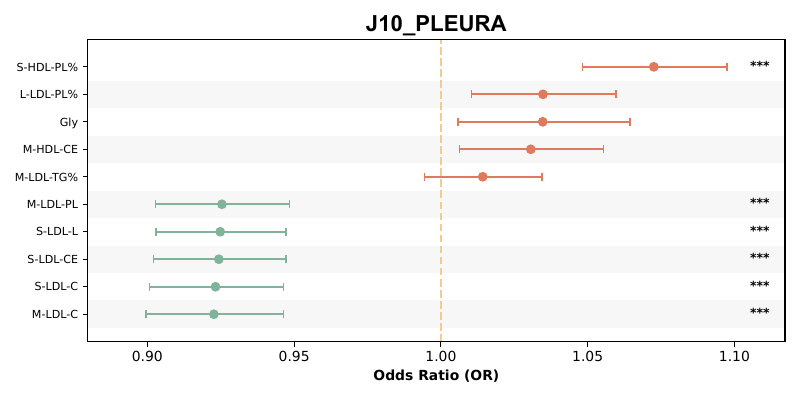 J10_PLEURA
S-HDL-PL% ***
L-LDL-PL%
Gly
M-HDL-CE
M-LDL-TG%
M-LDL-PL ***
S-LDL-L ***
S-LDL-CE ***
S-LDL-C ***
M-LDL-C ***
0.90 0.95 1.00 1.05 1.10
Odds Ratio (OR)